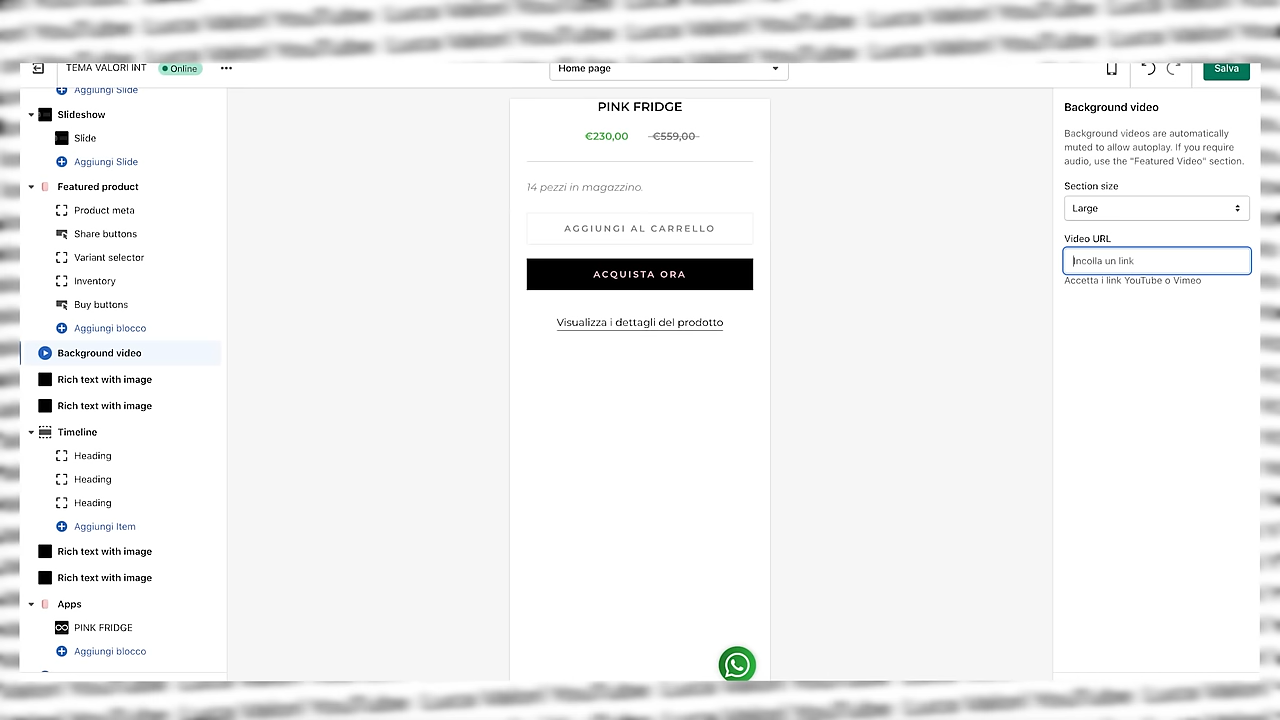 TEMA VALORI INT
Online
Home page
Salva
Aggiungi Slide
Slideshow
Slide
Aggiungi Slide
Featured product
Product meta
Share buttons
Variant selector
Inventory
Buy buttons
Aggiungi blocco
Background video
Rich text with image
Rich text with image
Timeline
Heading
Heading
Heading
Aggiungi Item
Rich text with image
Rich text with image
Apps
PINK FRIDGE
Aggiungi blocco
PINK FRIDGE
€230,00 €559,00
14 pezzi in magazzino.
AGGIUNGI AL CARRELLO
ACQUISTA ORA
Visualizza i dettagli del prodotto
Background video
Background videos are automatically
muted to allow autoplay. If you require
audio, use the "Featured Video" section.
Section size
Large
Video URL
Incolla un link
Accetta i link YouTube o Vimeo